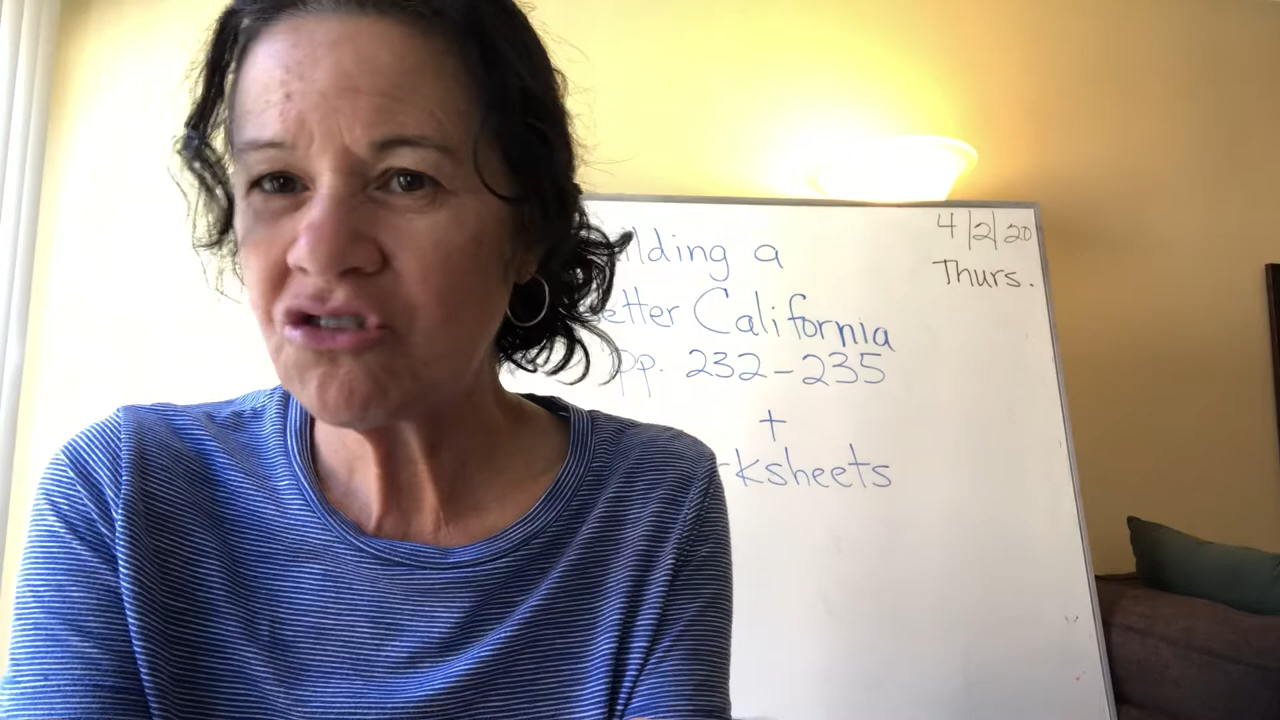 4/2/20
Thurs.
lding a
etter California
pp. 232-235
+
rksheets